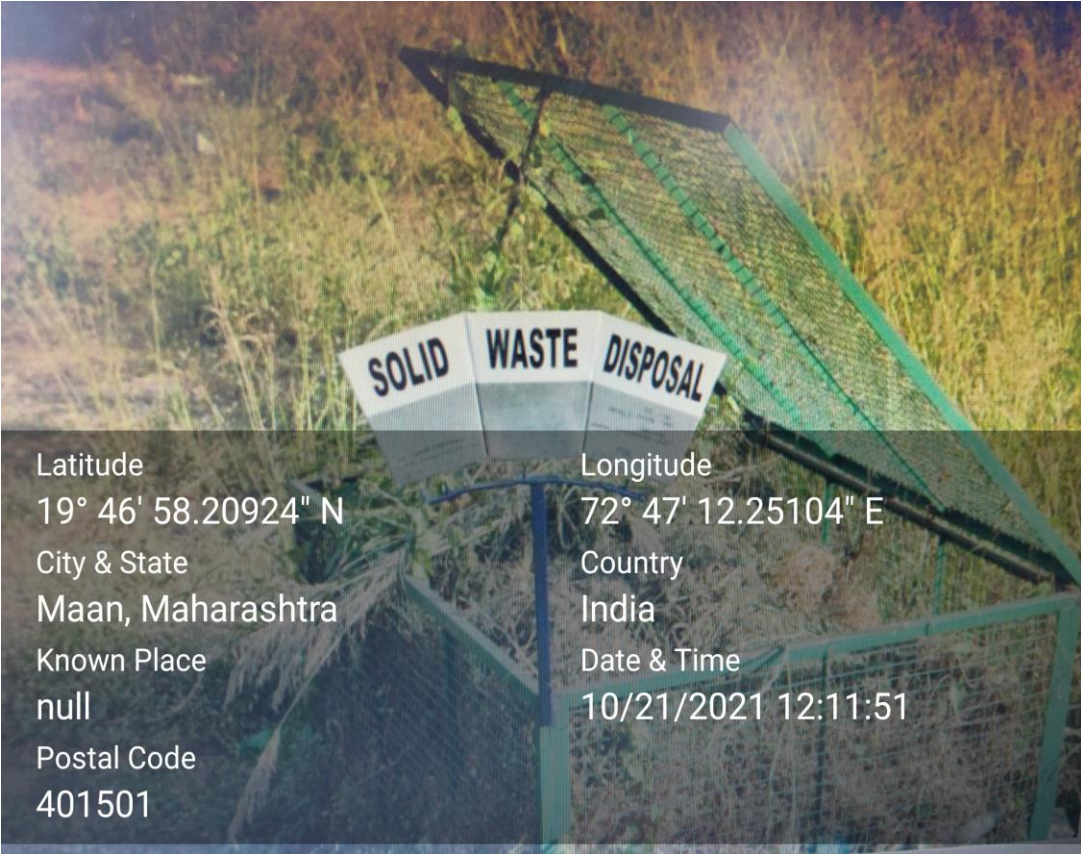 SOLID WASTE DISPOSAL
Latitude
19° 46' 58.20924" N
Longitude
72° 47' 12.25104" E
City & State
Maan, Maharashtra
Country
India
Known Place
null
Date & Time
10/21/2021 12:11:51
Postal Code
401501